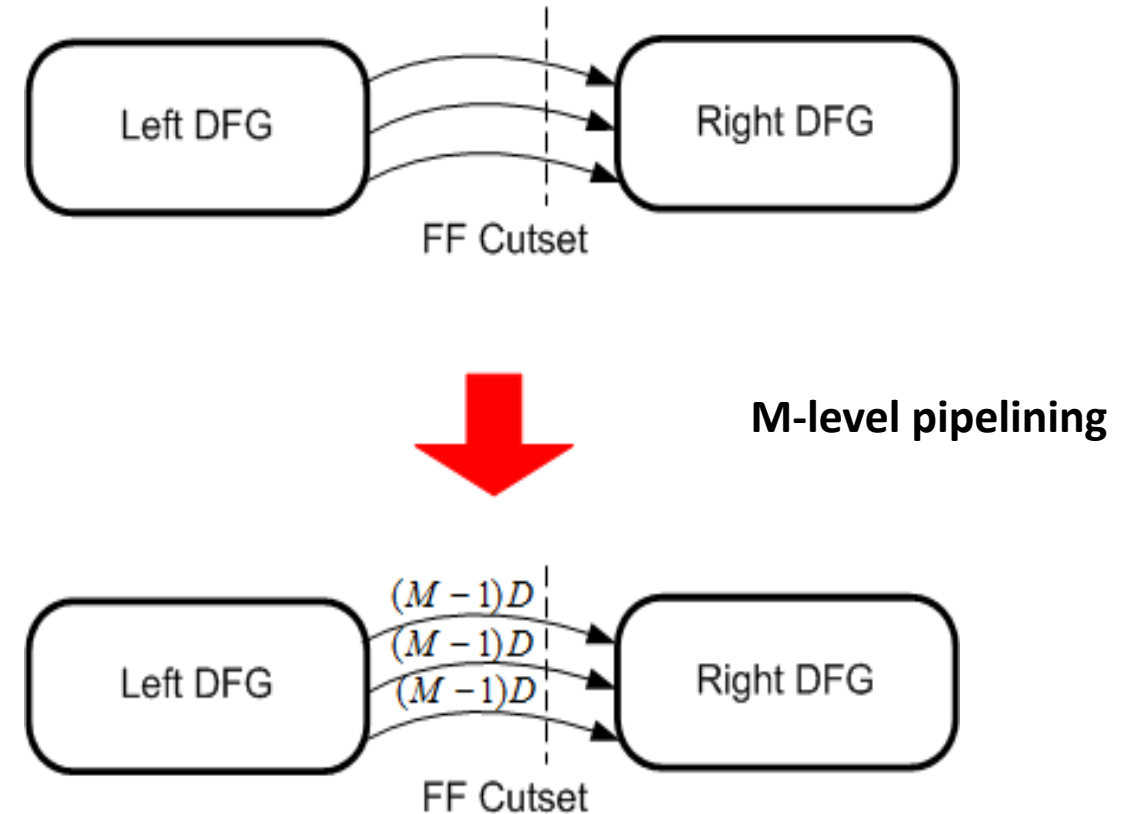 Left DFG
Right DFG
FF Cutset
M-level pipelining
(M − 1)D
(M − 1)D
(M − 1)D
Left DFG
Right DFG
FF Cutset